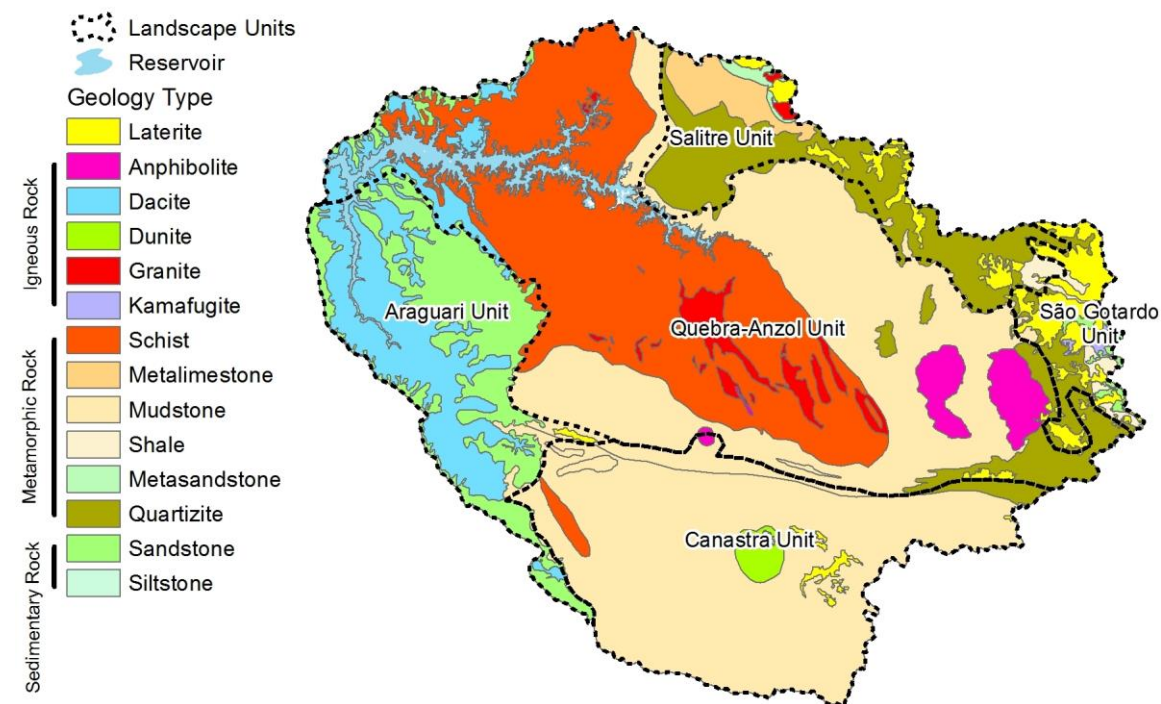 Landscape Units
Reservoir
Geology Type
Laterite
Igneous Rock
Anphibolite
Dacite
Dunite
Granite
Kamafugite
Metamorphic Rock
Schist
Metalimestone
Mudstone
Shale
Metasandstone
Quartizite
Sedimentary Rock
Sandstone
Siltstone
Salitre Unit
Araguari Unit
Quebra-Anzol Unit
São Gotardo
Unit
Canastra Unit